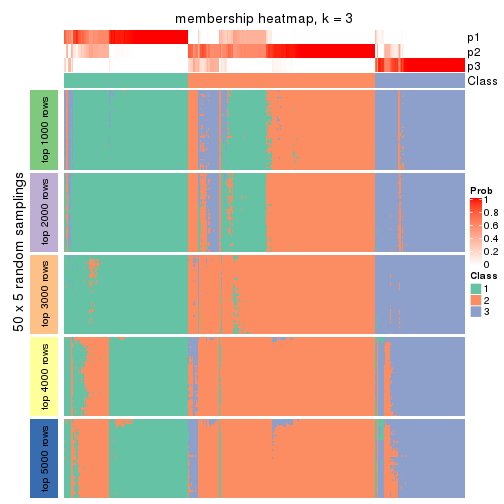 membership heatmap, k = 3
p1
p2
p3
Class
50 x 5 random samplings
top 1000 rows
top 2000 rows
top 3000 rows
top 4000 rows
top 5000 rows
Prob
1
0.8
0.6
0.4
0.2
0
Class
1
2
3